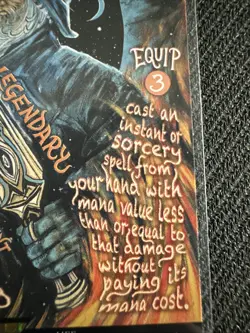 LEGENDARY
EQUIP
3
cast an
instant or
sorcery
spell from
your hand with
mana value less
than or equal to
that damage
without
paying its
mana cost.